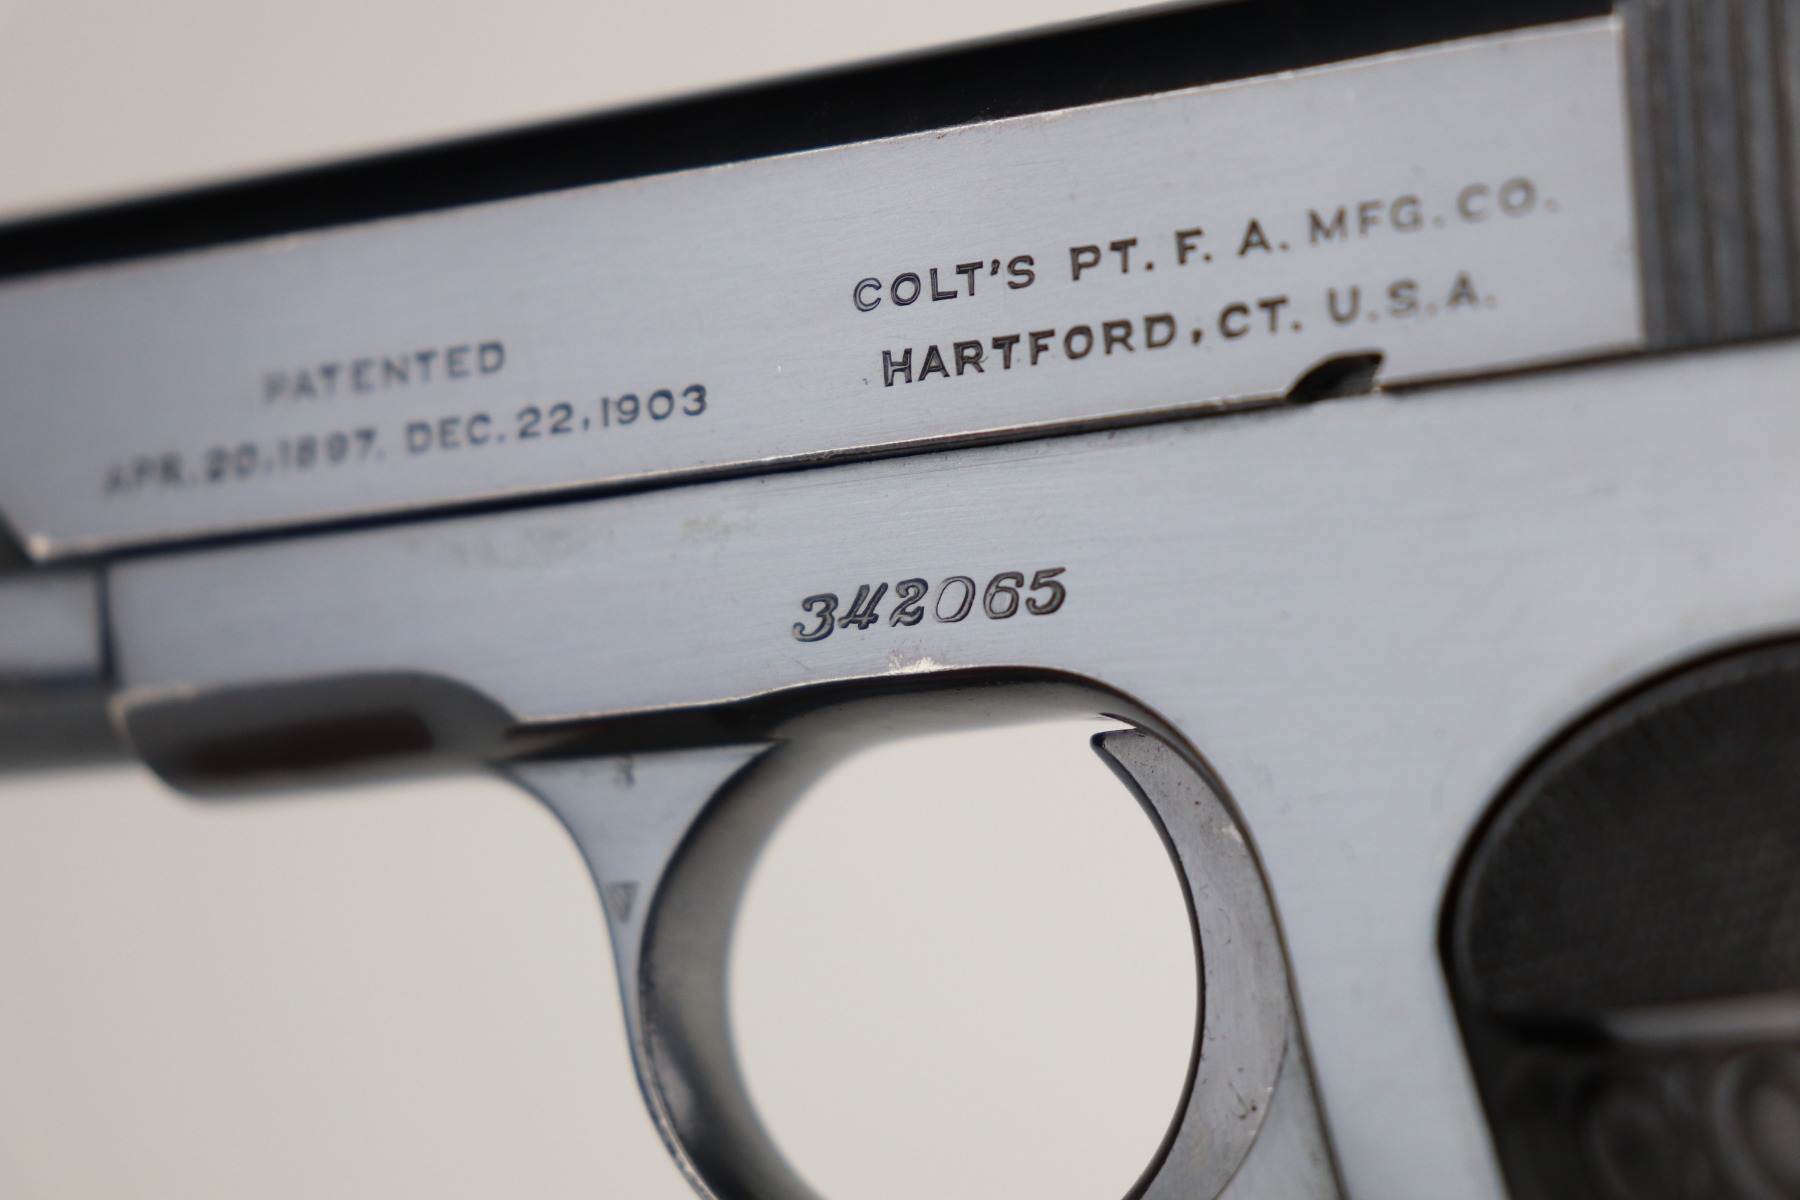 PATENTED
APR. 20, 1897. DEC. 22, 1903
COLT'S PT. F. A. MFG. CO.
HARTFORD, CT. U.S.A.
342065